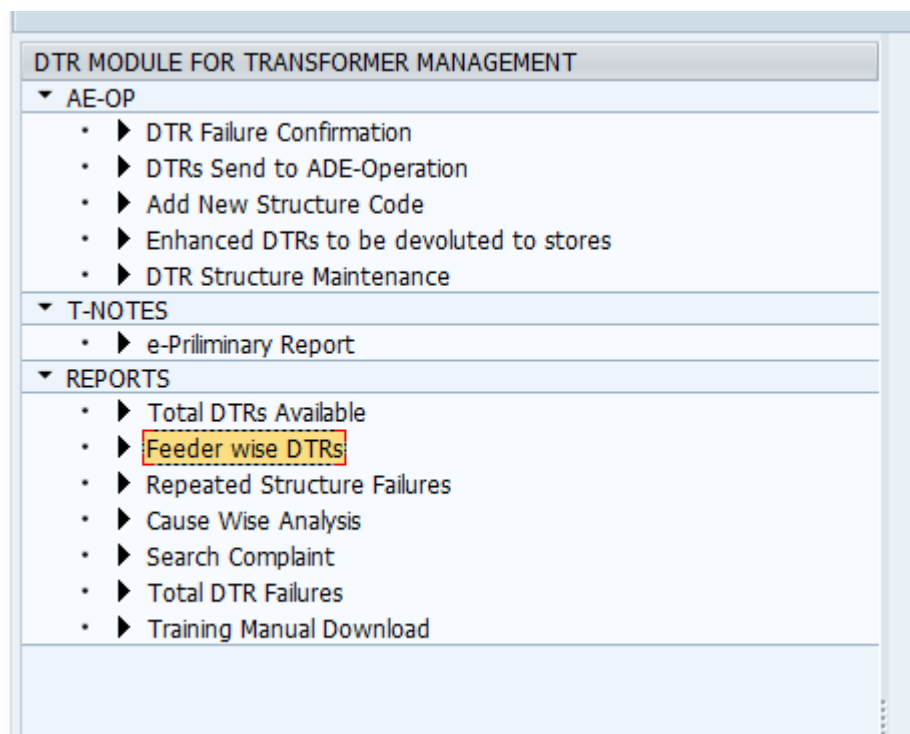 DTR MODULE FOR TRANSFORMER MANAGEMENT
AE-OP
DTR Failure Confirmation
DTRs Send to ADE-Operation
Add New Structure Code
Enhanced DTRs to be devoluted to stores
DTR Structure Maintenance
T-NOTES
e-Priliminary Report
REPORTS
Total DTRs Available
Feeder wise DTRs
Repeated Structure Failures
Cause Wise Analysis
Search Complaint
Total DTR Failures
Training Manual Download